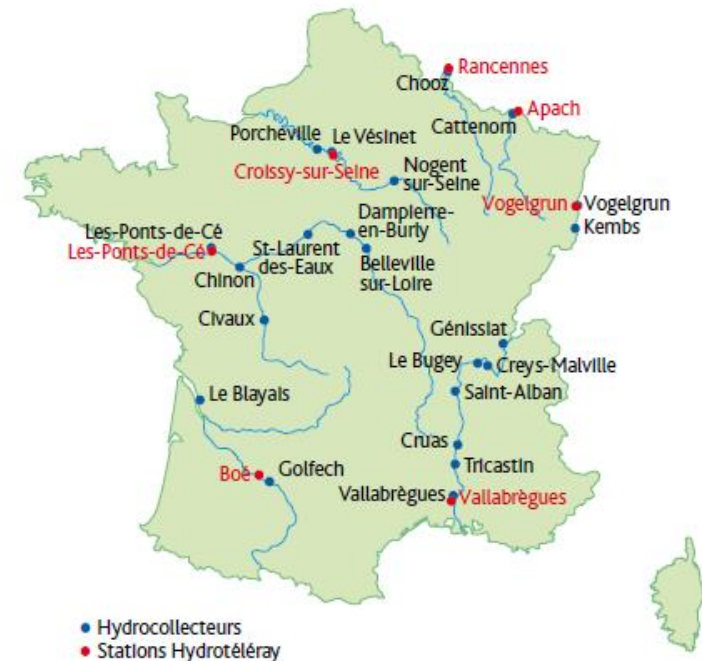 Rancennes
Chooz
Apach
Cattenom
Porcheville
Le Vésinet
Croissy-sur-Seine
Nogent
sur-Seine
Vogelgrun
Vogelgrun
Kembs
Les-Ponts-de-Cé
Les-Ponts-de-Cé
Dampierre-
en-Burly
St-Laurent
des-Eaux
Belleville
sur-Loire
Chinon
Civaux
Génissiat
Le Bugey
Creys-Malville
Saint-Alban
Le Blayais
Cruas
Boé
Golfech
Tricastin
Vallabrègues
Vallabrègues
Hydrocollecteurs
Stations Hydrotéléray